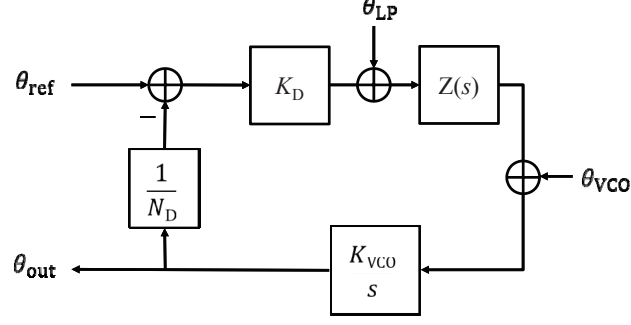 θLP
θref
KD
Z(s)
−
1
ND
θVCO
KVCO
s
θout